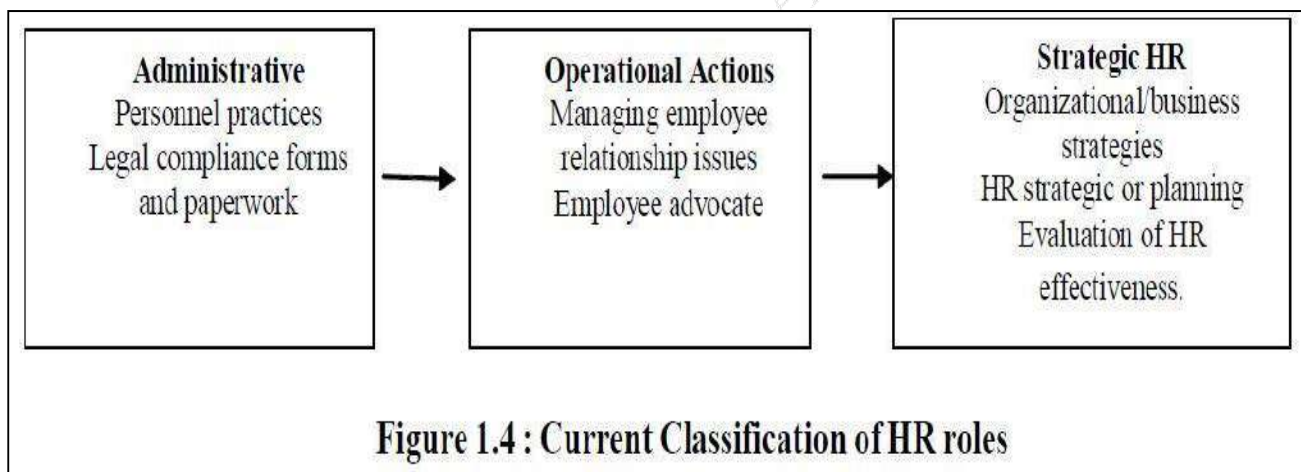 Administrative
Personnel practices
Legal compliance forms
and paperwork
Operational Actions
Managing employee
relationship issues
Employee advocate
Strategic HR
Organizational/business
strategies
HR strategic or planning
Evaluation of HR
effectiveness.
Figure 1.4 : Current Classification of HR roles